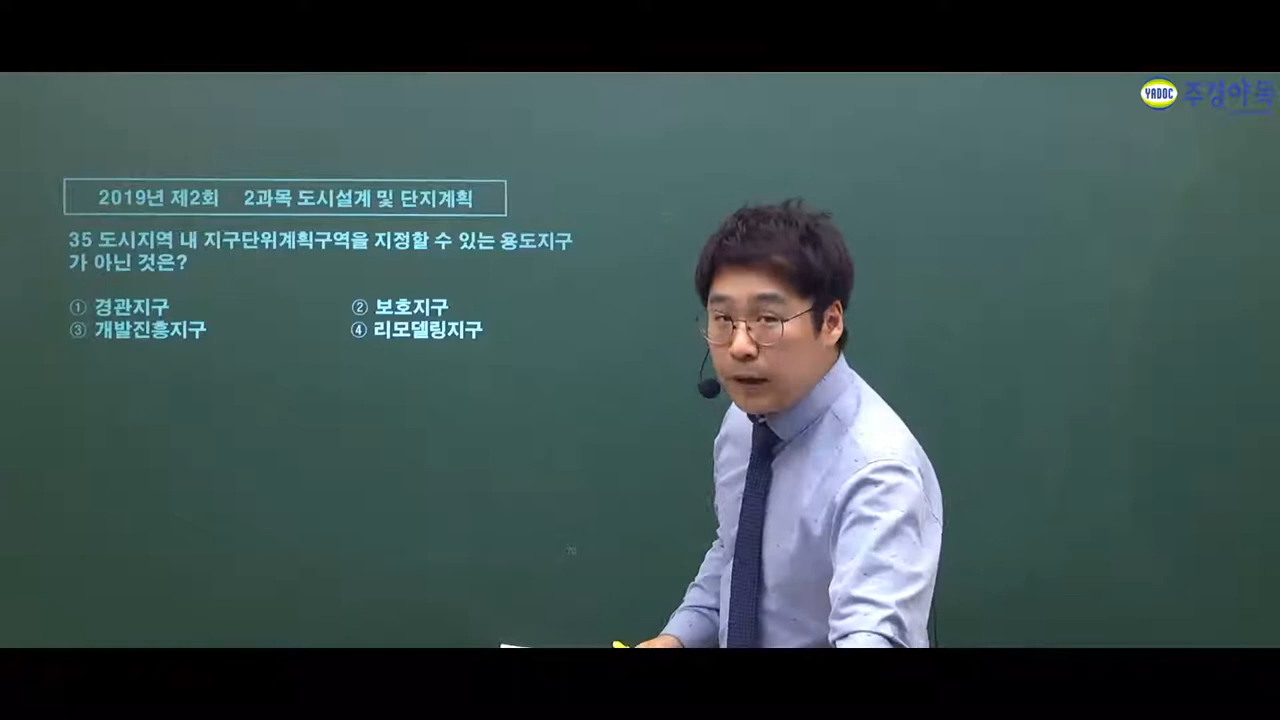 YADOC 주경야독
2019년 제2회 2과목 도시설계 및 단지계획
35 도시지역 내 지구단위계획구역을 지정할 수 있는 용도지구
가 아닌 것은?
① 경관지구 ② 보호지구
③ 개발진흥지구 ④ 리모델링지구
70